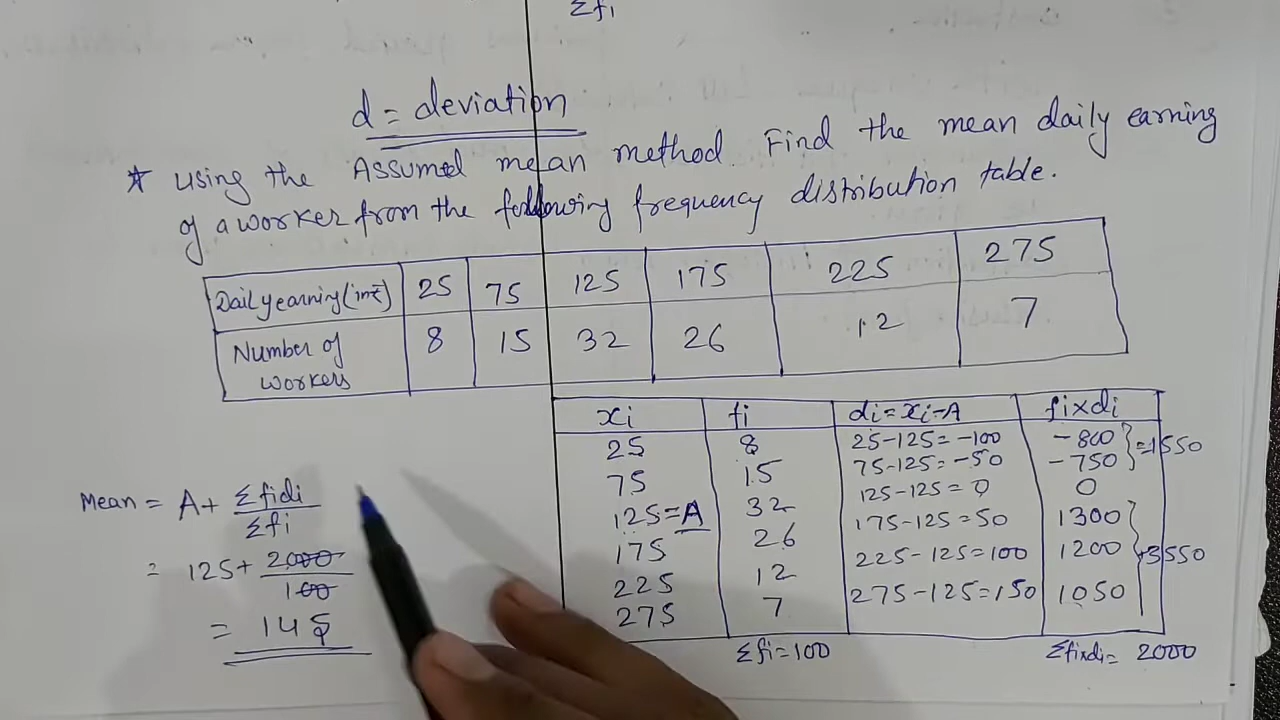 Σfi
d = deviation
* Using the Assumed mean method. Find the mean daily earning
of a worker from the following frequency distribution table.
Daily earning (in ₹) 25 75 125 175 225 275
Number of workers 8 15 32 26 12 7
xi fi di = xi-A fi×di
25 8 25-125 = -100 -800
75 15 75-125 = -50 -750
} = -1550
125 = A 32 125-125 = 0 0
175 26 175-125 = 50 1300
225 12 225-125 = 100 1200
275 7 275-125 = 150 1050
} 3550
Σfi = 100 Σfixdi = 2000
Mean = A + Σfidi / Σfi
= 125 + 2000 / 100
= 145